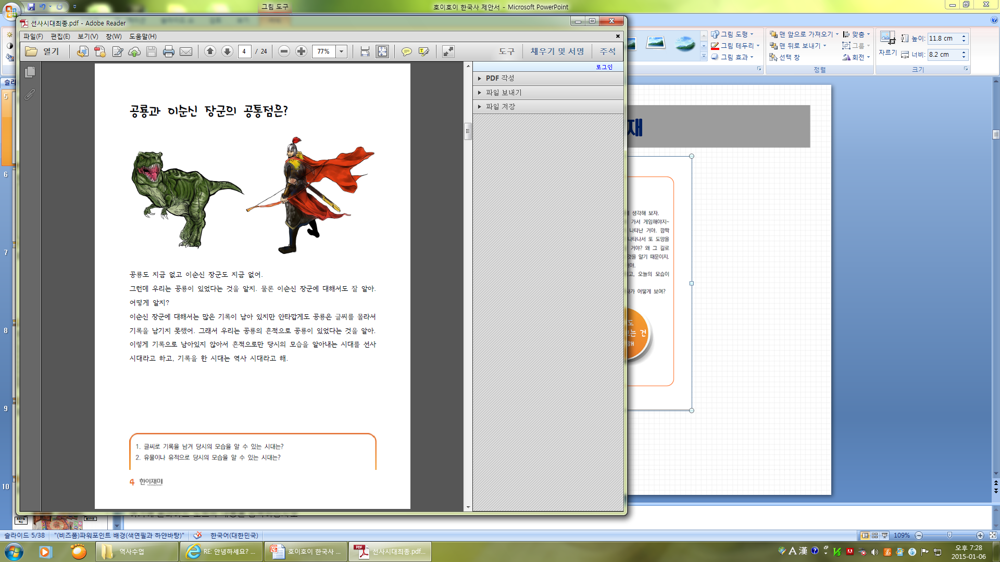 그림 도구
호이호이 한국사 제안서 - Microsoft PowerPoint
선사시대최종.pdf - Adobe Reader
파일(F) 편집(E) 보기(V) 창(W) 도움말(H)
열기
4 / 24
77%
도구
채우기 및 서명
주석
로그인
PDF 작성
파일 보내기
파일 저장
공룡과 이순신 장군의 공통점은?
공룡도 지금 없고 이순신 장군도 지금 없어.
그런데 우리는 공룡이 있었다는 것을 알지. 물론 이순신 장군에 대해서도 잘 알아.
어떻게 알지?
이순신 장군에 대해서는 많은 기록이 남아 있지만 안타깝게도 공룡은 글씨를 몰라서
기록을 남기지 못했어. 그래서 우리는 공룡의 흔적으로 공룡이 있었다는 것을 알아.
이렇게 기록으로 남아있지 않아서 흔적으로만 당시의 모습을 알아내는 시대를 선사
시대라고 하고, 기록을 한 시대는 역사 시대라고 해.
1. 글씨로 기록을 남겨 당시의 모습을 알 수 있는 시대는?
2. 유물이나 유적으로 당시의 모습을 알 수 있는 시대는?
4 한이재미
그림 도형
그림 테두리
그림 효과
맨 앞으로 가져오기
맨 뒤로 보내기
선택 창
맞춤
그룹
회전
정렬
자르기
높이: 11.8 cm
너비: 8.2 cm
크기
재
생각해 보자.
가서 게임해야지~
나타난 거야. 깜짝
나타나서 또 도망을
거야? 왜 그 길로
것을 알기 때문이지.
오늘의 모습이
어떻게 보여?
도
는 건
해
슬
5
6
7
8
9
10
슬라이드 5/38
"(비즈폼)파워포인트 배경(색연필과 하얀바탕)"
한국어(대한민국)
109%
역사수업
RE: 안녕하세요? ...
호이호이 한국사 ...
선사시대최종.pdf...
A 漢
오후 7:28
2015-01-06